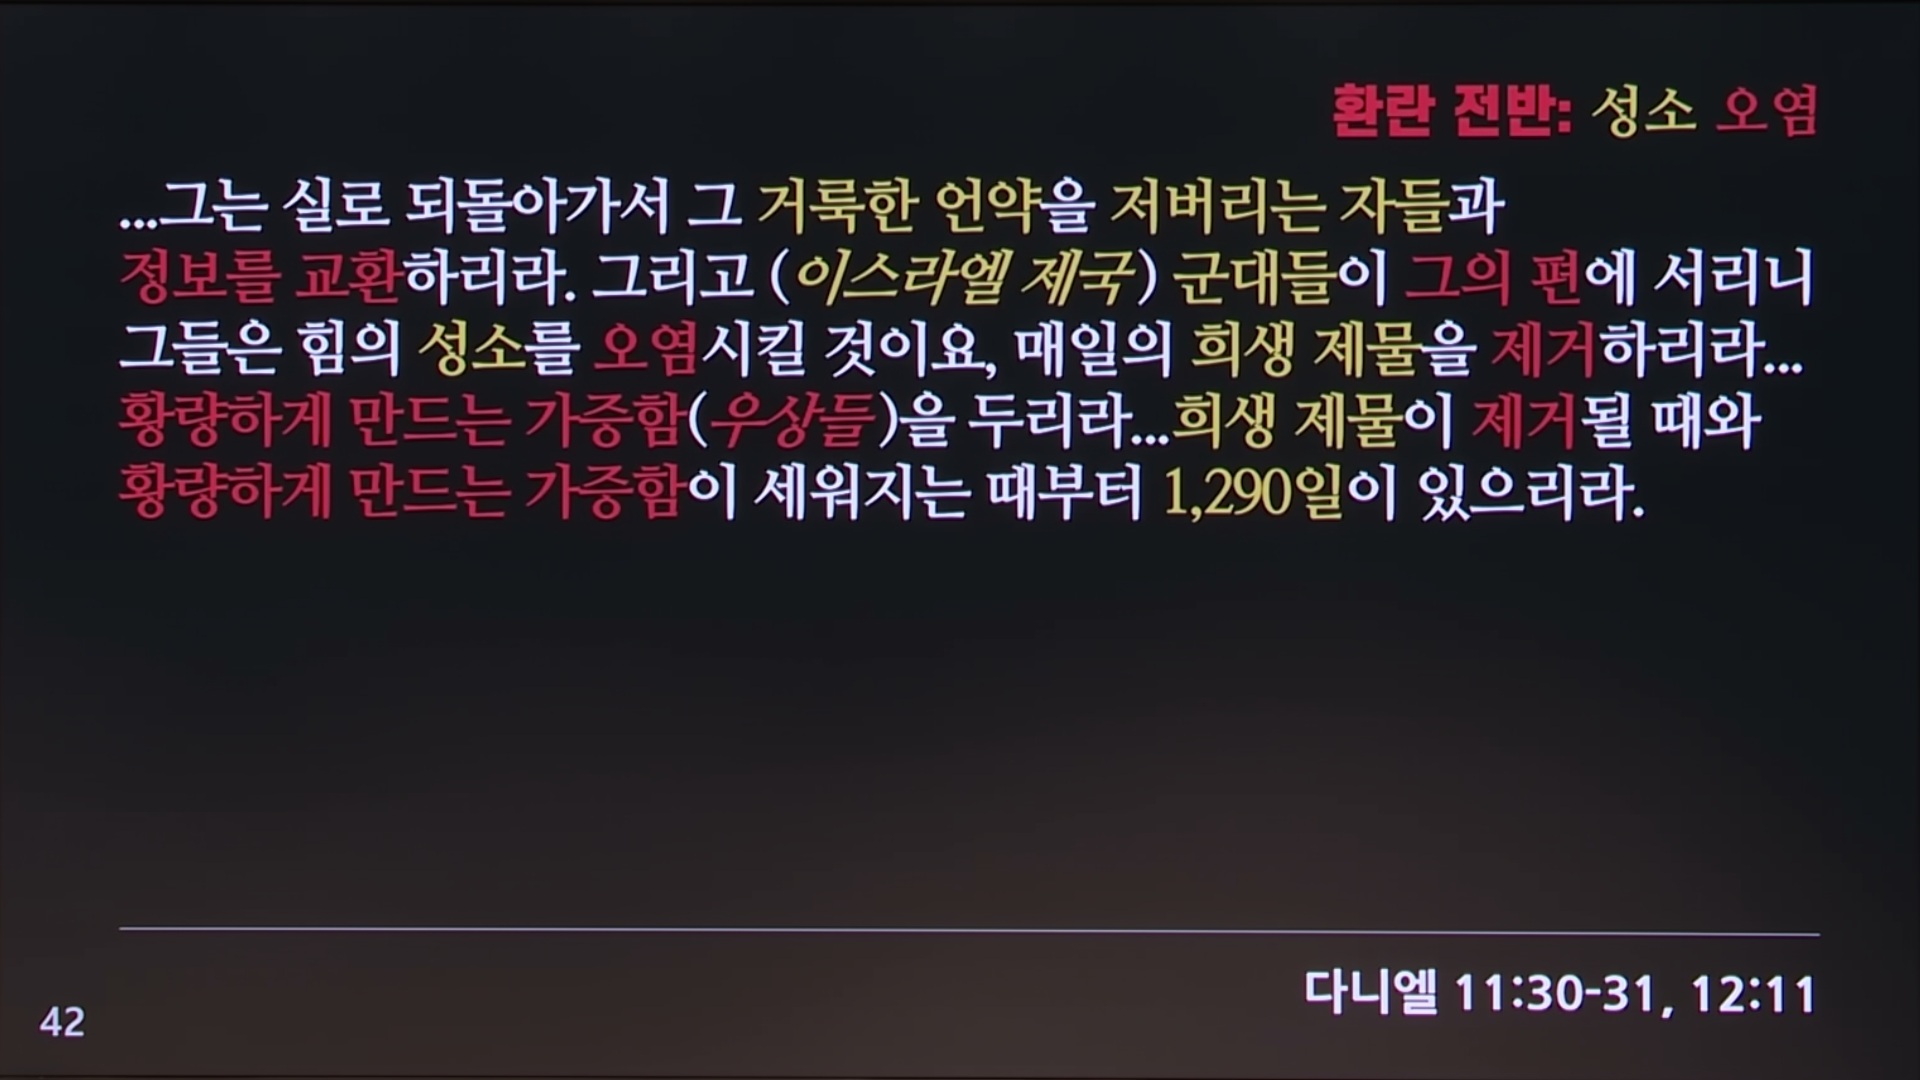 환란 전반: 성소 오염
...그는 실로 되돌아가서 그 거룩한 언약을 저버리는 자들과
정보를 교환하리라. 그리고 (이스라엘 제국) 군대들이 그의 편에 서리니
그들은 힘의 성소를 오염시킬 것이요, 매일의 희생 제물을 제거하리라...
황량하게 만드는 가증함(우상들)을 두리라...희생 제물이 제거될 때와
황량하게 만드는 가증함이 세워지는 때부터 1,290일이 있으리라.
다니엘 11:30-31, 12:11
42